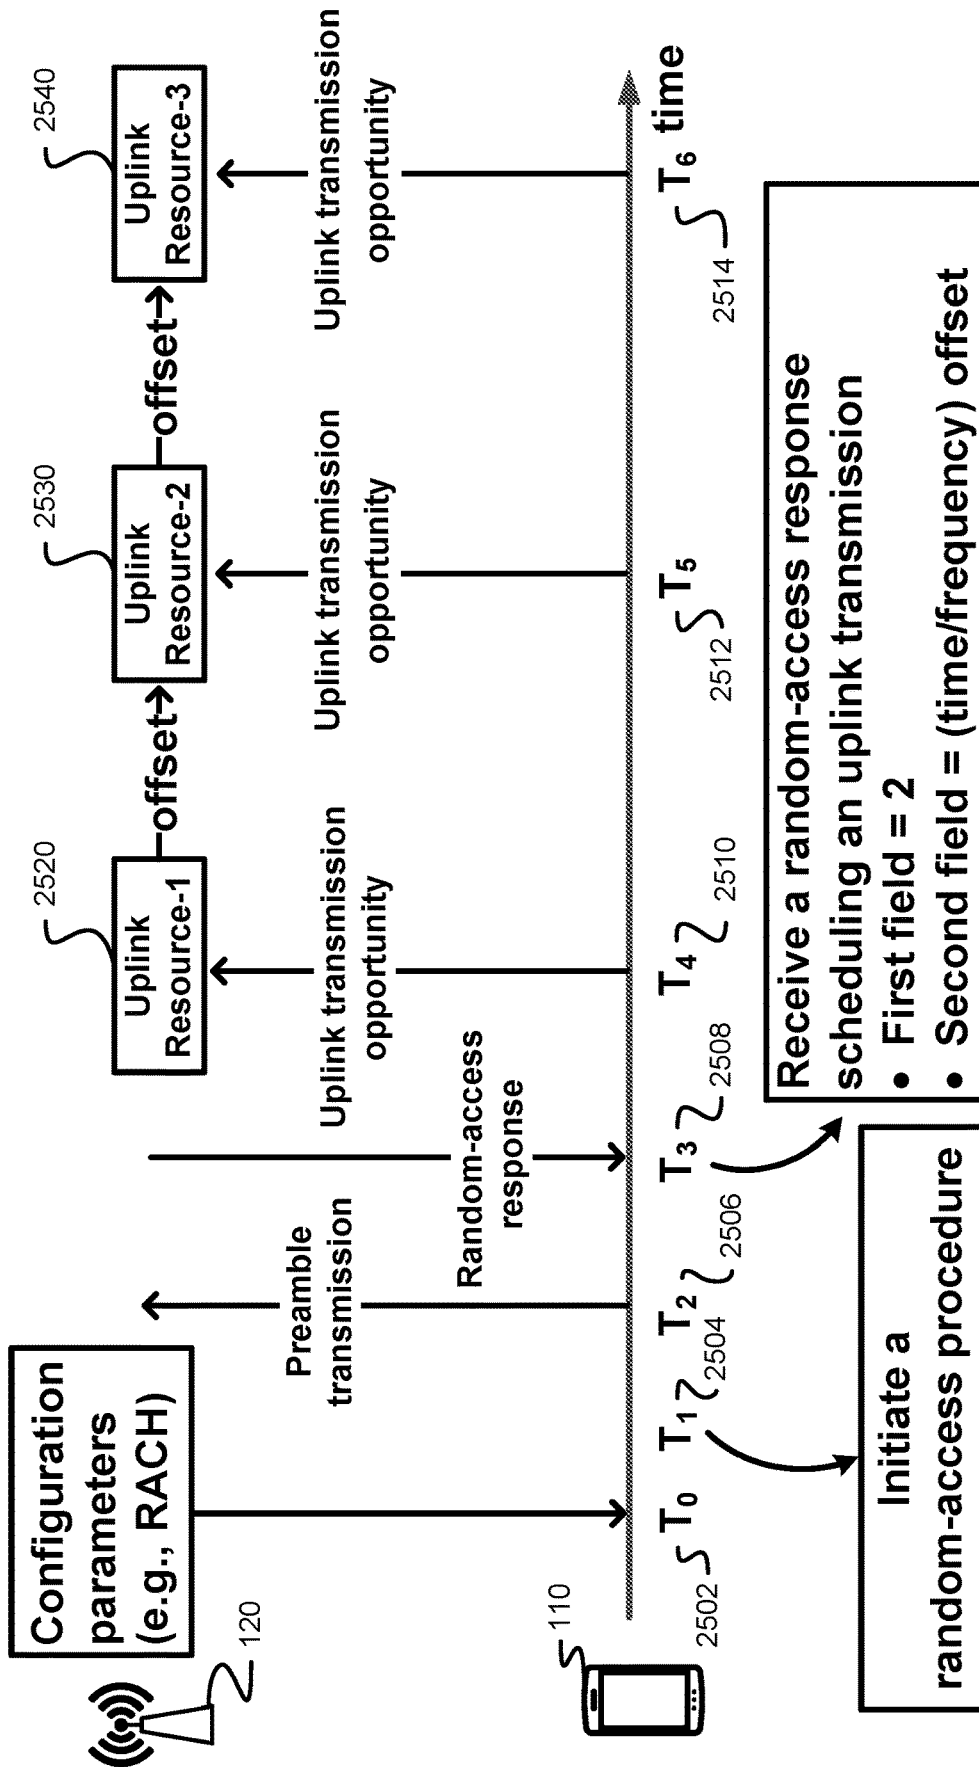 Configuration
parameters
(e.g., RACH)
120
Preamble
transmission
Random-access
response
2520
Uplink
Resource-1
offset
2530
Uplink
Resource-2
offset
2540
Uplink
Resource-3
Uplink transmission
opportunity
Uplink transmission
opportunity
Uplink transmission
opportunity
110
T0
T1
T2
T3
T4
T5
T6
time
2502
2504
2506
2508
2510
2512
2514
Initiate a
random-access procedure
Receive a random-access response
scheduling an uplink transmission
• First field = 2
• Second field = (time/frequency) offset